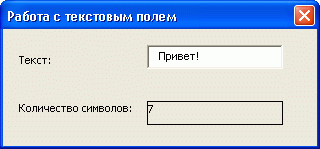 Работа с текстовым полем
Текст: Привет!
Количество символов: 7